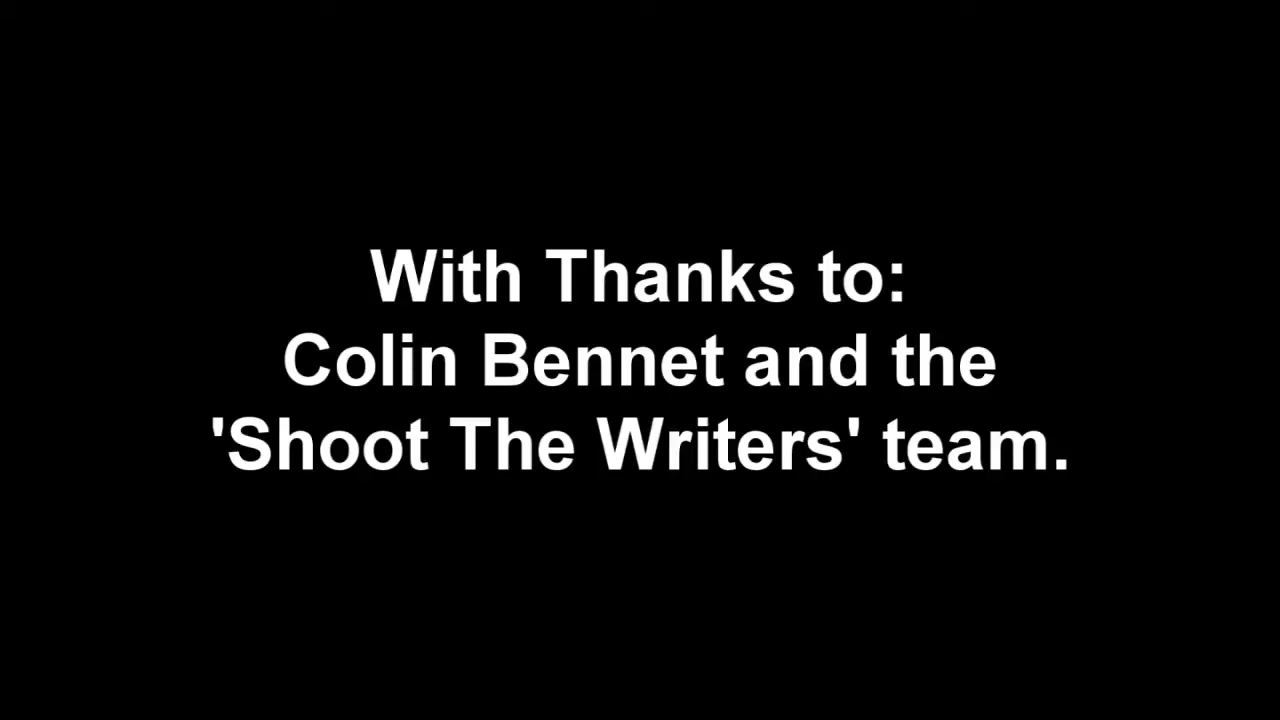 With Thanks to:
Colin Bennet and the
'Shoot The Writers' team.